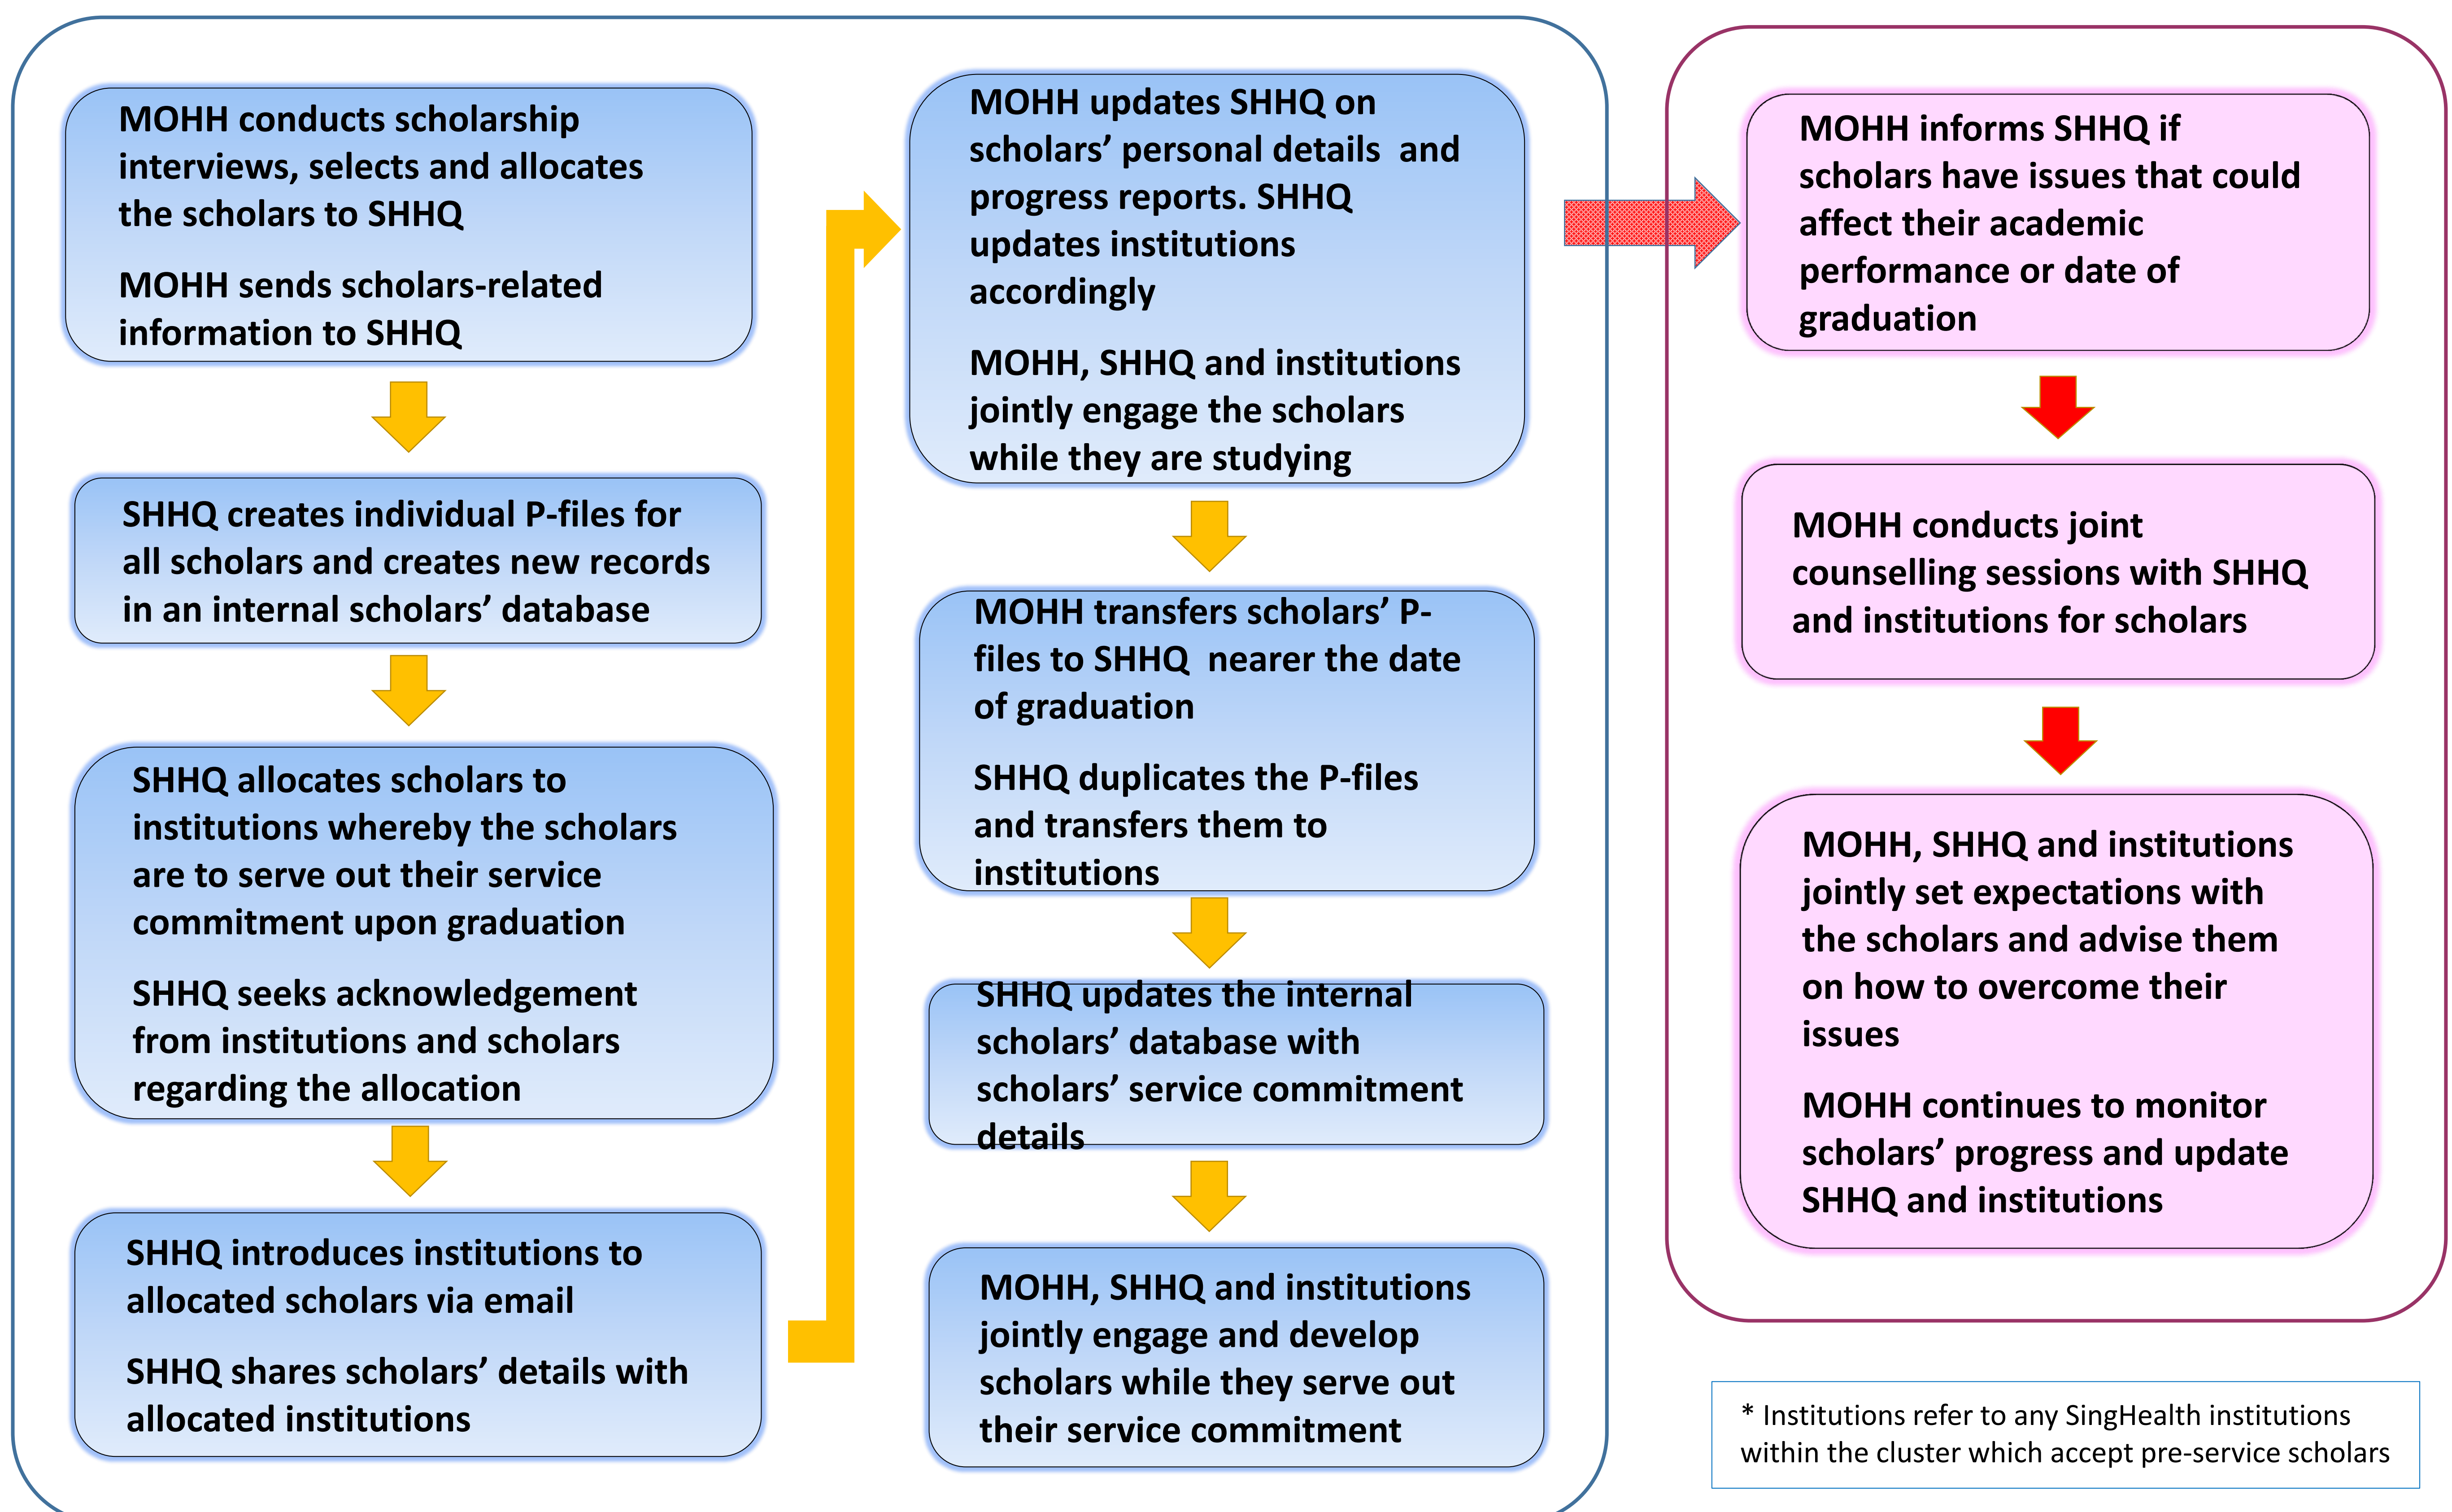 MOHH conducts scholarship
interviews, selects and allocates
the scholars to SHHQ
MOHH sends scholars-related
information to SHHQ
SHHQ creates individual P-files for
all scholars and creates new records
in an internal scholars’ database
SHHQ allocates scholars to
institutions whereby the scholars
are to serve out their service
commitment upon graduation
SHHQ seeks acknowledgement
from institutions and scholars
regarding the allocation
SHHQ introduces institutions to
allocated scholars via email
SHHQ shares scholars’ details with
allocated institutions
MOHH updates SHHQ on
scholars’ personal details and
progress reports. SHHQ
updates institutions
accordingly
MOHH, SHHQ and institutions
jointly engage the scholars
while they are studying
MOHH transfers scholars’ P-
files to SHHQ nearer the date
of graduation
SHHQ duplicates the P-files
and transfers them to
institutions
SHHQ updates the internal
scholars’ database with
scholars’ service commitment
details
MOHH, SHHQ and institutions
jointly engage and develop
scholars while they serve out
their service commitment
MOHH informs SHHQ if
scholars have issues that could
affect their academic
performance or date of
graduation
MOHH conducts joint
counselling sessions with SHHQ
and institutions for scholars
MOHH, SHHQ and institutions
jointly set expectations with
the scholars and advise them
on how to overcome their
issues
MOHH continues to monitor
scholars’ progress and update
SHHQ and institutions
* Institutions refer to any SingHealth institutions
within the cluster which accept pre-service scholars